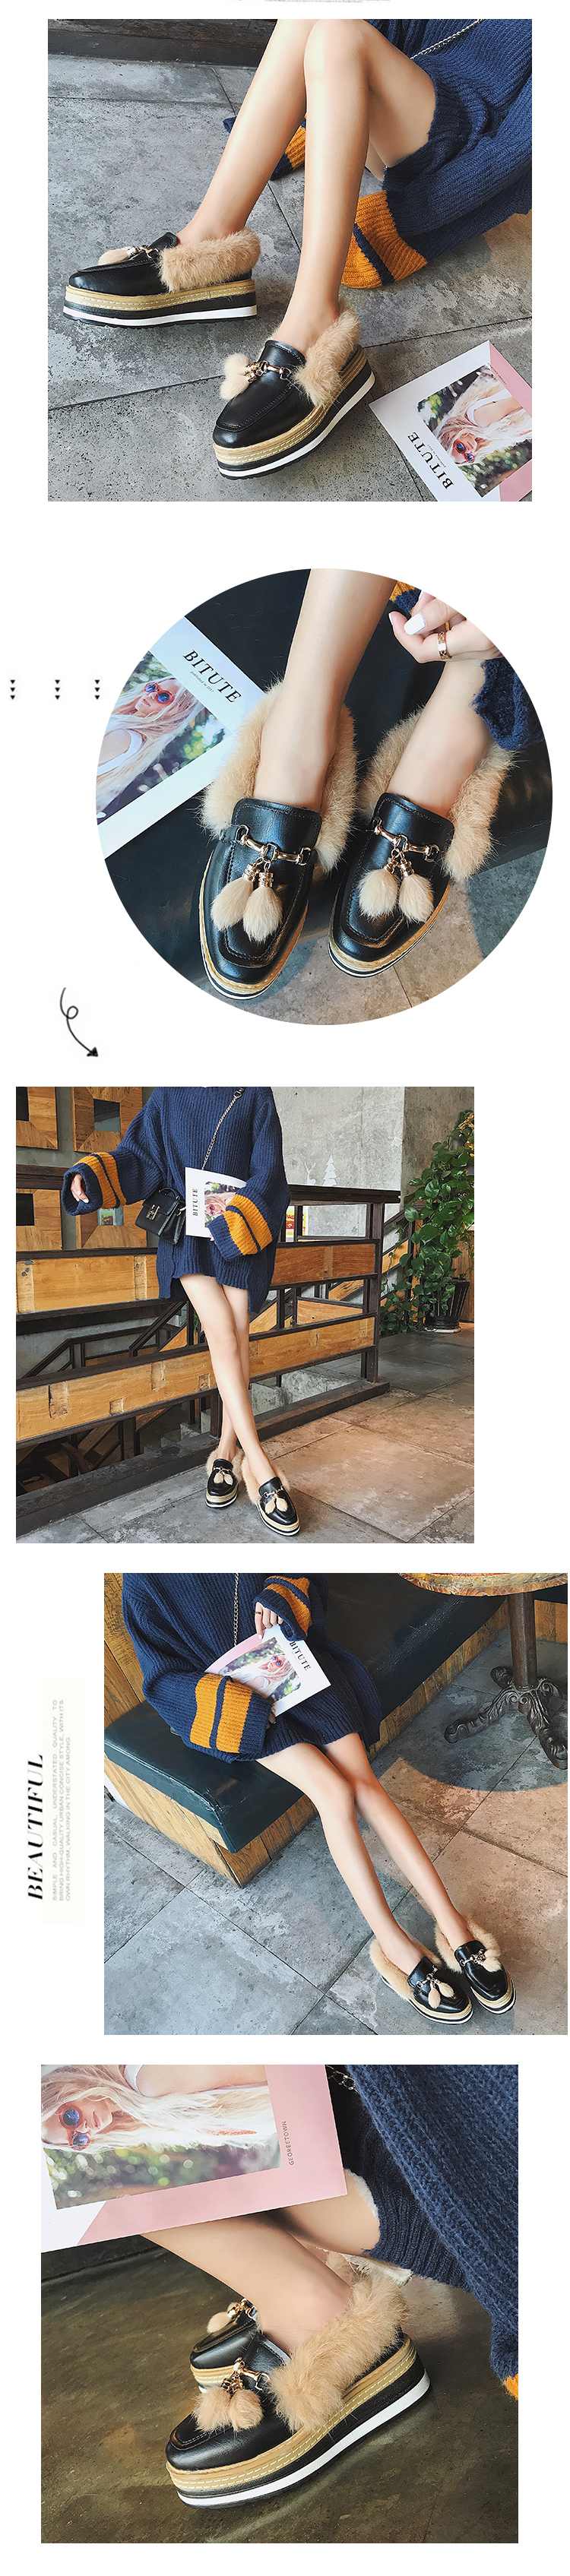 BITUTE
BITUTE
BITUTE
BITUTE
BEAUTIFUL
SIMPLE AND CASUAL, UNDERSTATED QUALITY TO
BRING HIGH-QUALITY URBAN CONCISE STYLE, WITH ITS
OWN RHYTHM, WALKING IN THE CITY AMONG.
GEORGETOWN